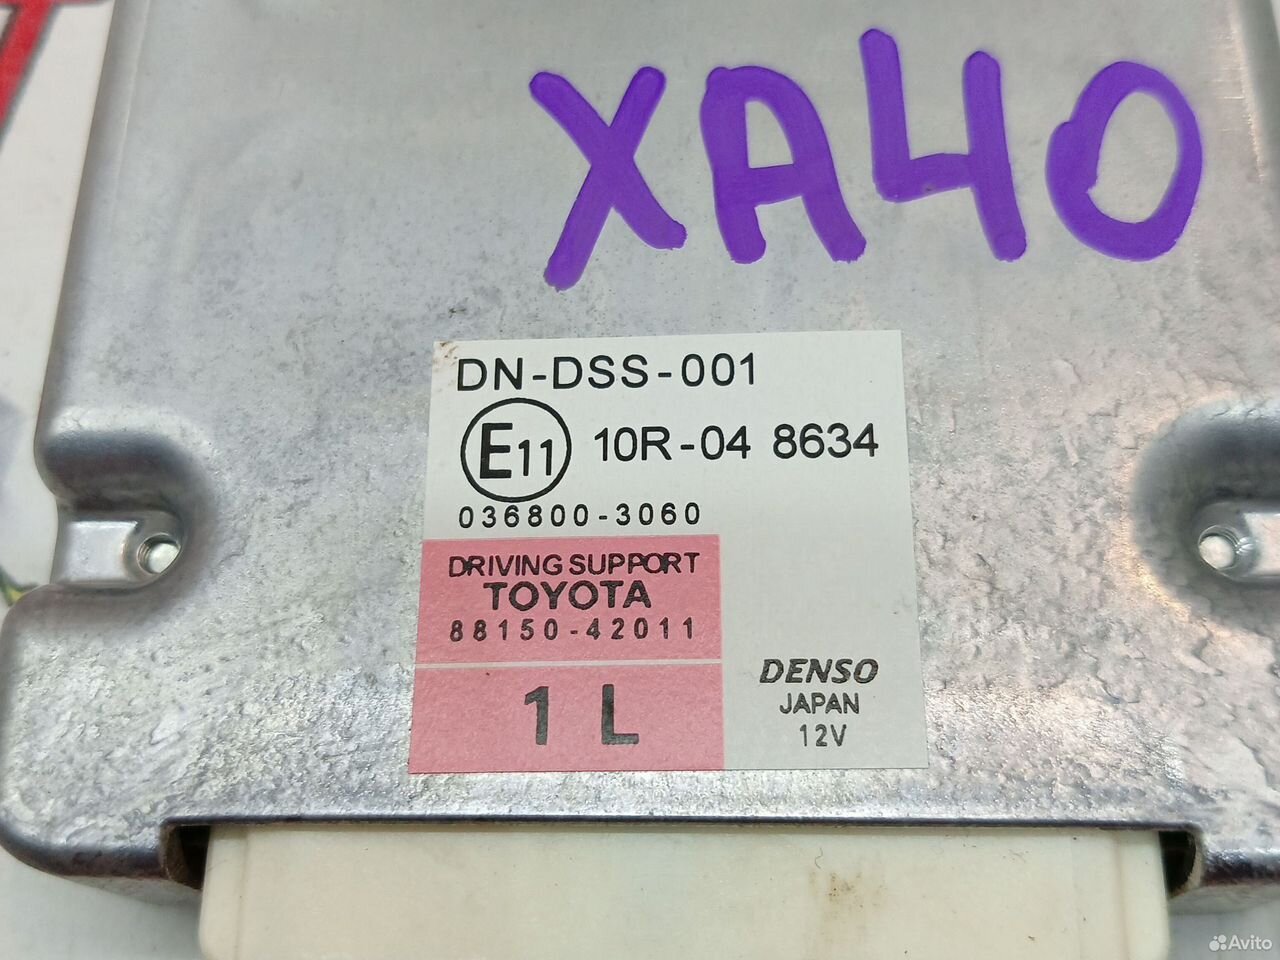 XA40
DN-DSS-001
E11 10R-04 8634
036800-3060
DRIVING SUPPORT
TOYOTA
88150-42011
1 L
DENSO
JAPAN
12V
Avito